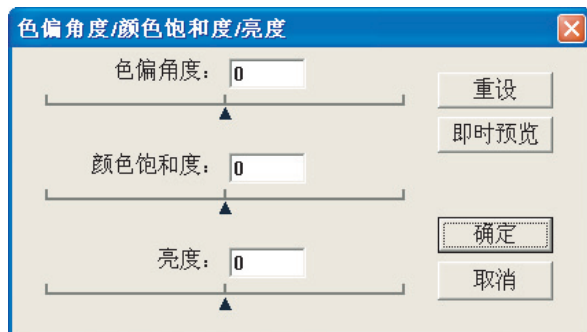 色偏角度/颜色饱和度/亮度
色偏角度： 0
重设
即时预览
颜色饱和度： 0
确定
亮度： 0
取消